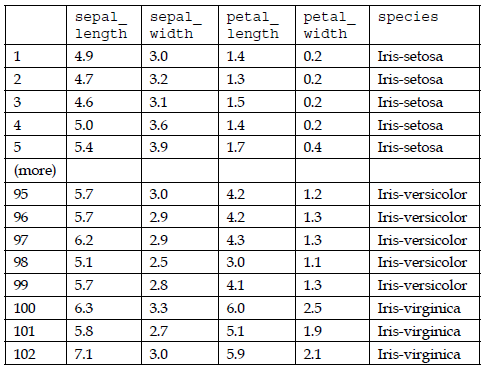 sepal_ sepal_ petal_ petal_ species
length width length width
1 4.9 3.0 1.4 0.2 Iris-setosa
2 4.7 3.2 1.3 0.2 Iris-setosa
3 4.6 3.1 1.5 0.2 Iris-setosa
4 5.0 3.6 1.4 0.2 Iris-setosa
5 5.4 3.9 1.7 0.4 Iris-setosa
(more)
95 5.7 3.0 4.2 1.2 Iris-versicolor
96 5.7 2.9 4.2 1.3 Iris-versicolor
97 6.2 2.9 4.3 1.3 Iris-versicolor
98 5.1 2.5 3.0 1.1 Iris-versicolor
99 5.7 2.8 4.1 1.3 Iris-versicolor
100 6.3 3.3 6.0 2.5 Iris-virginica
101 5.8 2.7 5.1 1.9 Iris-virginica
102 7.1 3.0 5.9 2.1 Iris-virginica